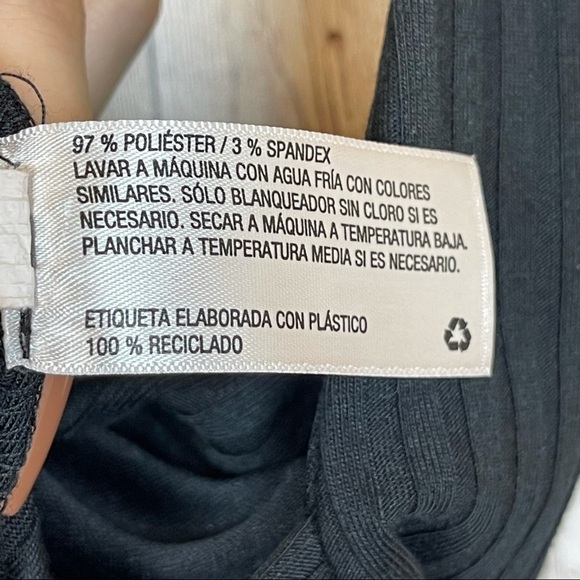 97 % POLIÉSTER / 3 % SPANDEX
LAVAR A MÁQUINA CON AGUA FRÍA CON COLORES
SIMILARES. SÓLO BLANQUEADOR SIN CLORO SI ES
NECESARIO. SECAR A MÁQUINA A TEMPERATURA BAJA.
PLANCHAR A TEMPERATURA MEDIA SI ES NECESARIO.
ETIQUETA ELABORADA CON PLÁSTICO
100 % RECICLADO